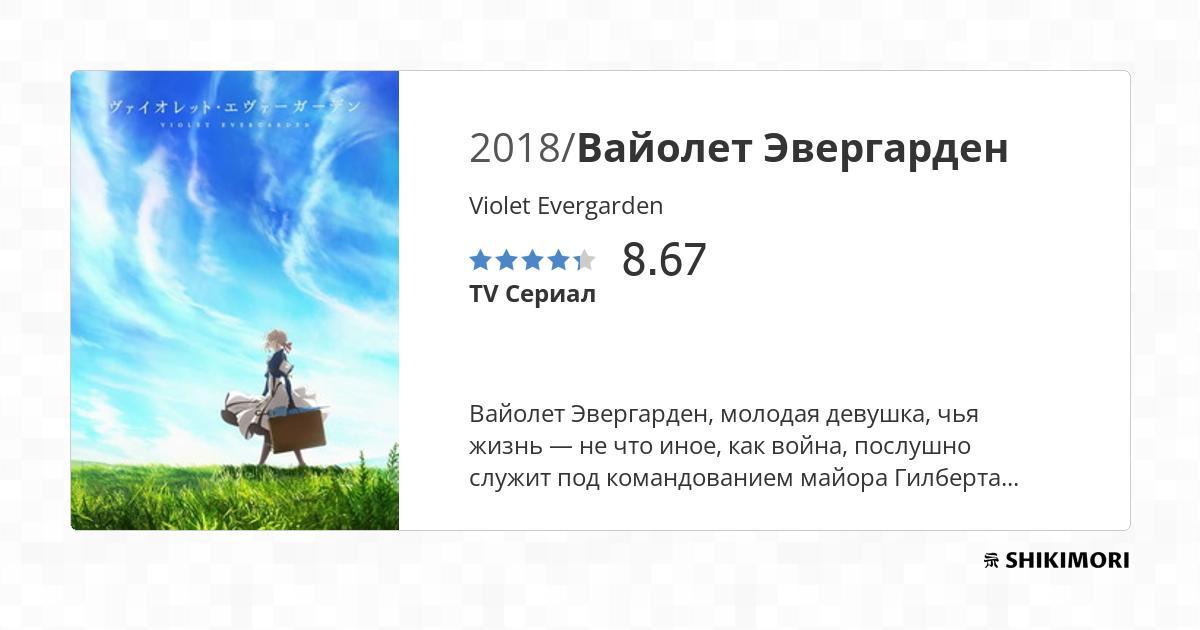 ヴァイオレット・エヴァーガーデン
VIOLET EVERGARDEN
2018/Вайолет Эвергарден
Violet Evergarden
8.67
TV Сериал
Вайолет Эвергарден, молодая девушка, чья
жизнь — не что иное, как война, послушно
служит под командованием майора Гилберта...
SHIKIMORI